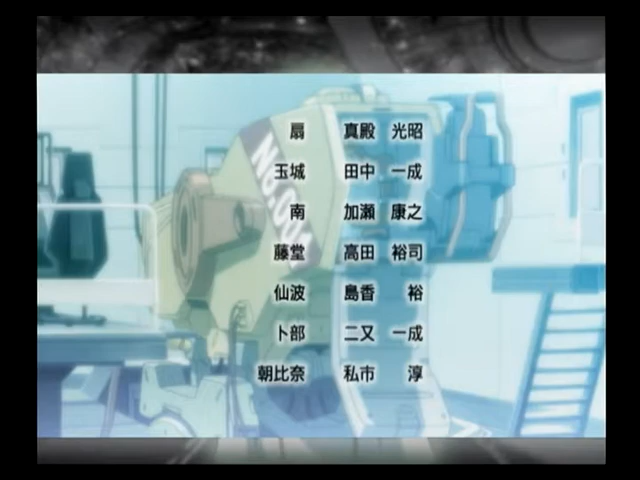 扇 真殿 光昭
玉城 田中 一成
南 加瀬 康之
藤堂 高田 裕司
仙波 島香 裕
卜部 二又 一成
朝比奈 私市 淳